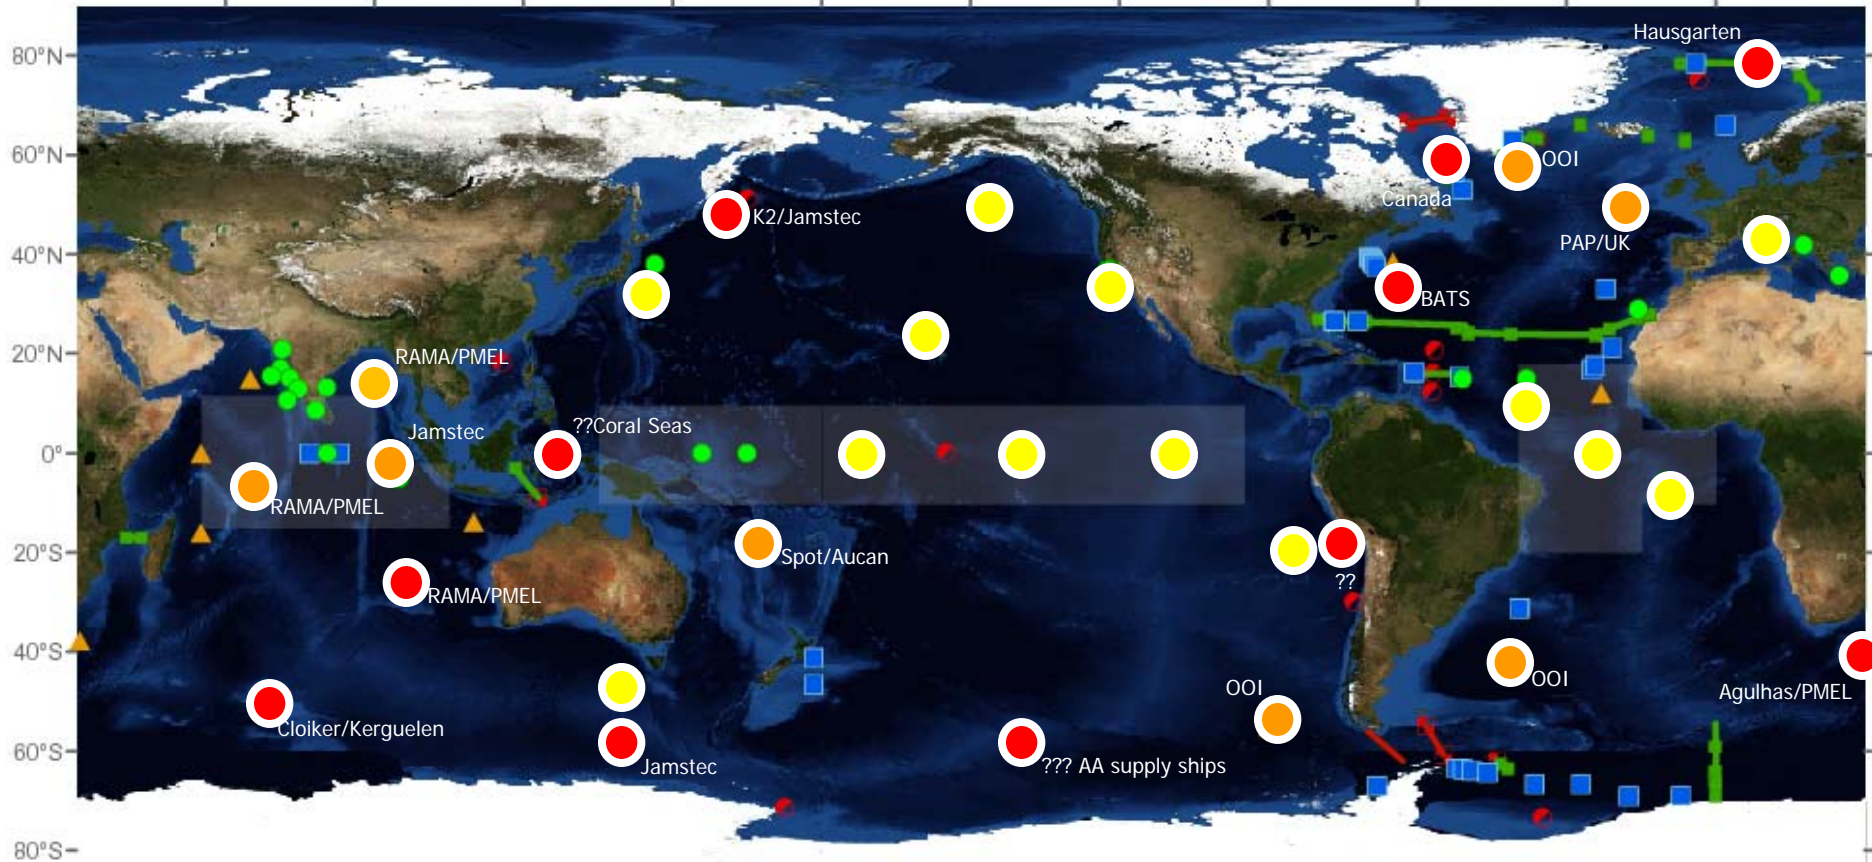 Hausgarten
80°N
60°N
OOI
Canada
K2/Jamstec
PAP/UK
40°N
BATS
20°N
RAMA/PMEL
??Coral Seas
Jamstec
0°
RAMA/PMEL
20°S
Spot/Aucan
??
RAMA/PMEL
40°S
OOI
OOI
Agulhas/PMEL
Cloiker/Kerguelen
60°S
Jamstec
??? AA supply ships
80°S